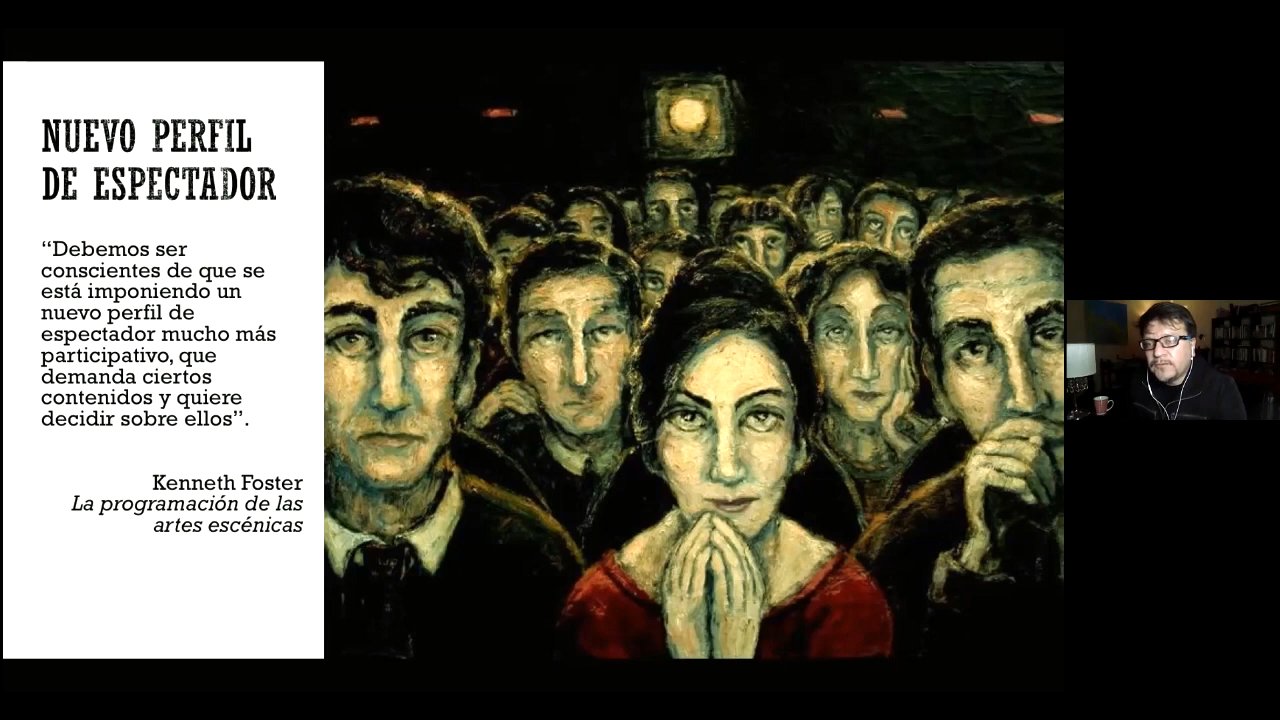 NUEVO PERFIL
DE ESPECTADOR
“Debemos ser
conscientes de que se
está imponiendo un
nuevo perfil de
espectador mucho más
participativo, que
demanda ciertos
contenidos y quiere
decidir sobre ellos”.
Kenneth Foster
La programación de las
artes escénicas